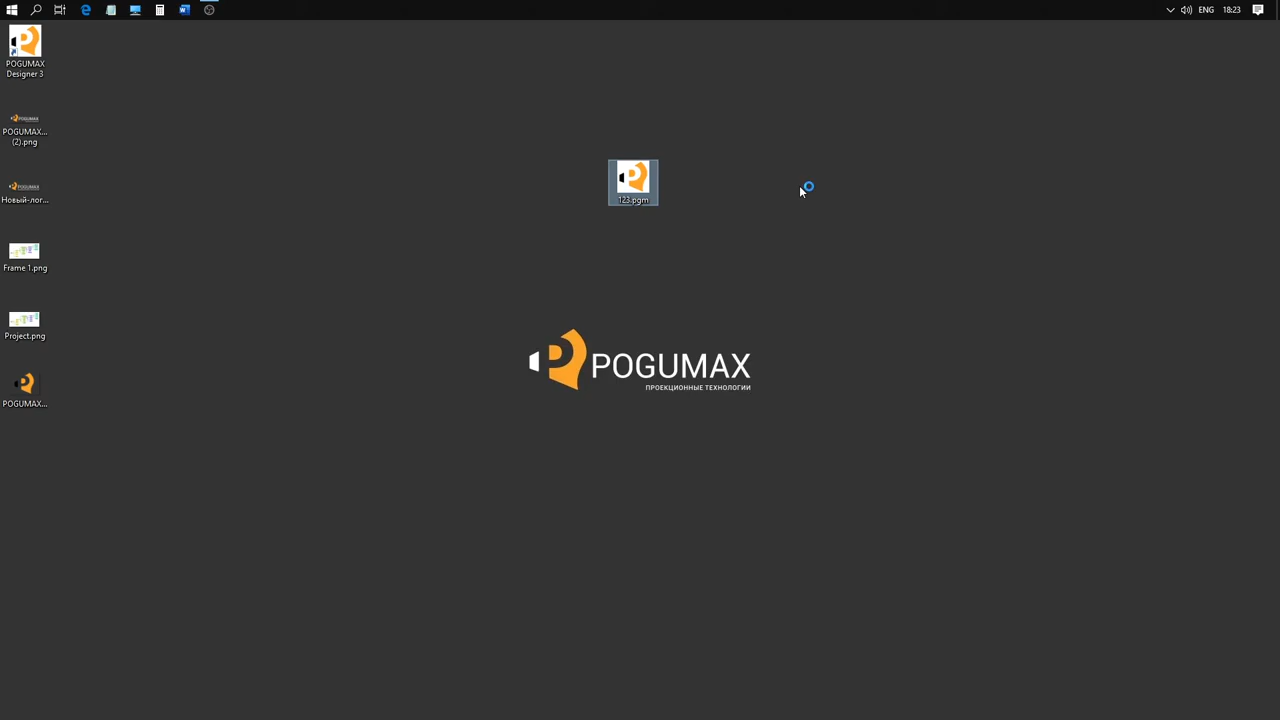 ENG
18:23
POGUMAX
Designer 3
POGUMAX...
(2).png
Новый-лог...
Frame 1.png
Project.png
POGUMAX...
123.pgm
POGUMAX
ПРОЕКЦИОННЫЕ ТЕХНОЛОГИИ